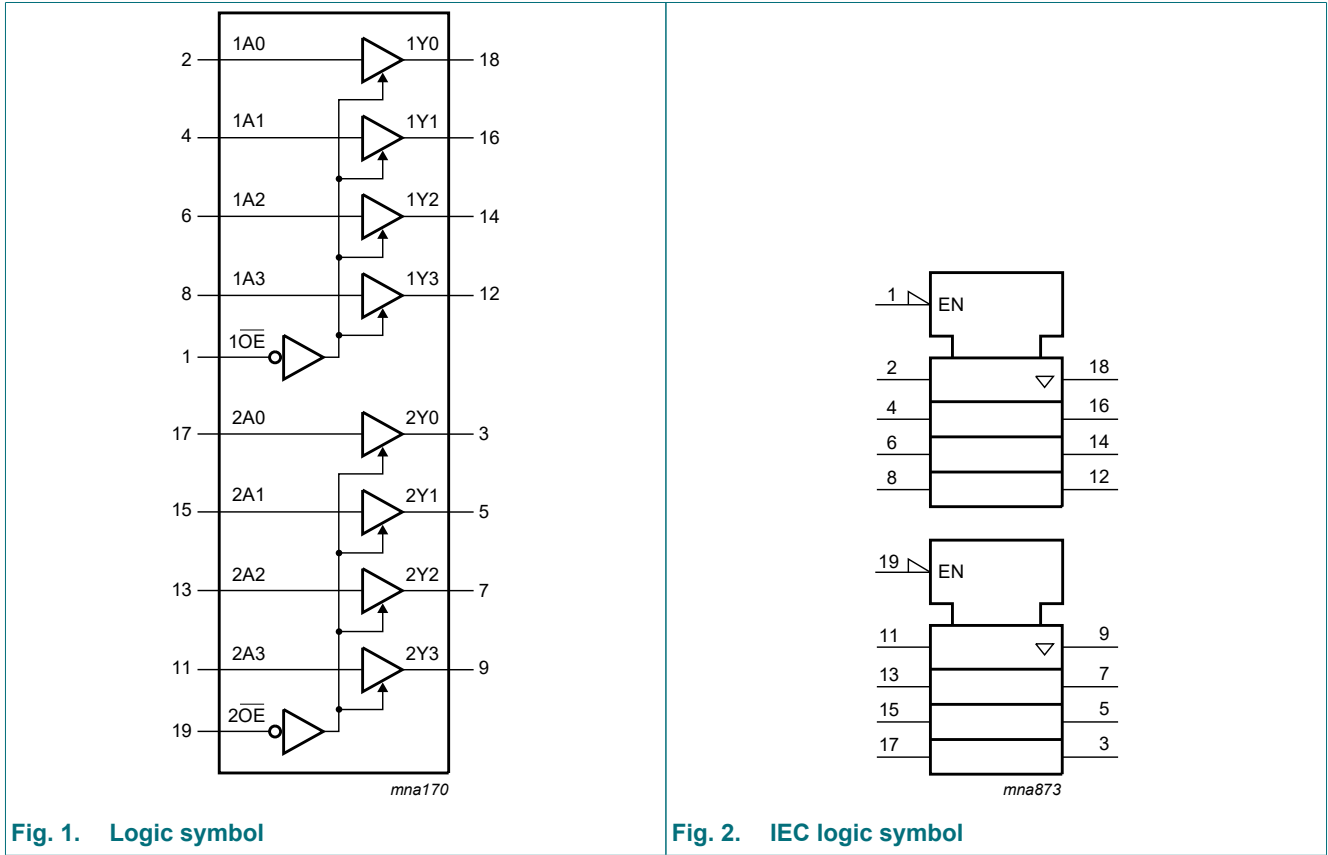 2 1A0 1Y0 18
4 1A1 1Y1 16
6 1A2 1Y2 14
8 1A3 1Y3 12
1 1O̅E̅
17 2A0 2Y0 3
15 2A1 2Y1 5
13 2A2 2Y2 7
11 2A3 2Y3 9
19 2O̅E̅
mna170
Fig. 1. Logic symbol
1 EN
2 18
4 16
6 14
8 12
19 EN
11 9
13 7
15 5
17 3
mna873
Fig. 2. IEC logic symbol